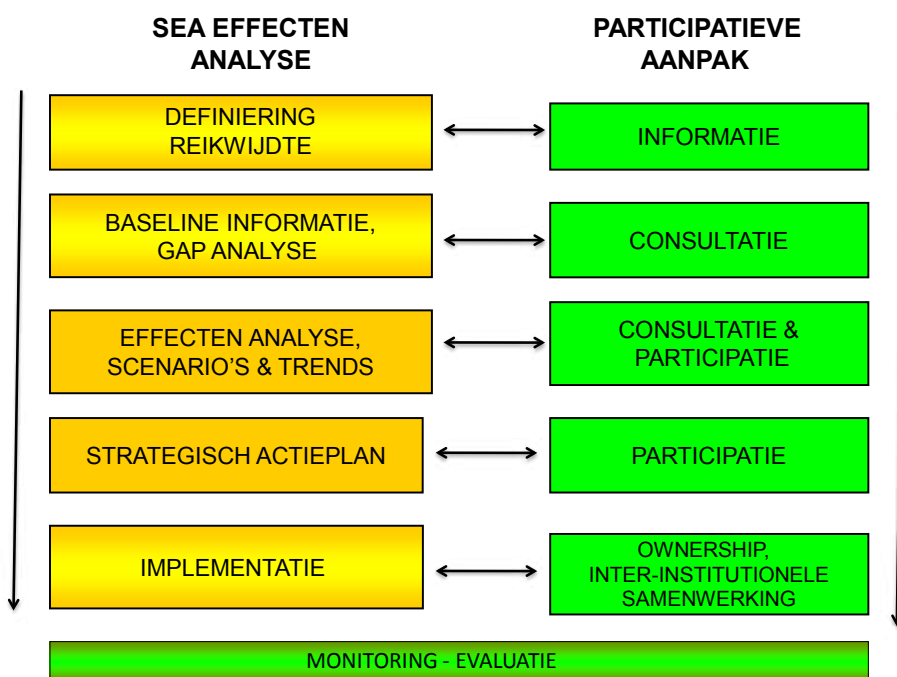 SEA EFFECTEN
ANALYSE
PARTICIPATIEVE
AANPAK
DEFINIERING
REIKWIJDTE
INFORMATIE
BASELINE INFORMATIE,
GAP ANALYSE
CONSULTATIE
EFFECTEN ANALYSE,
SCENARIO’S & TRENDS
CONSULTATIE &
PARTICIPATIE
STRATEGISCH ACTIEPLAN
PARTICIPATIE
IMPLEMENTATIE
OWNERSHIP,
INTER-INSTITUTIONELE
SAMENWERKING
MONITORING - EVALUATIE